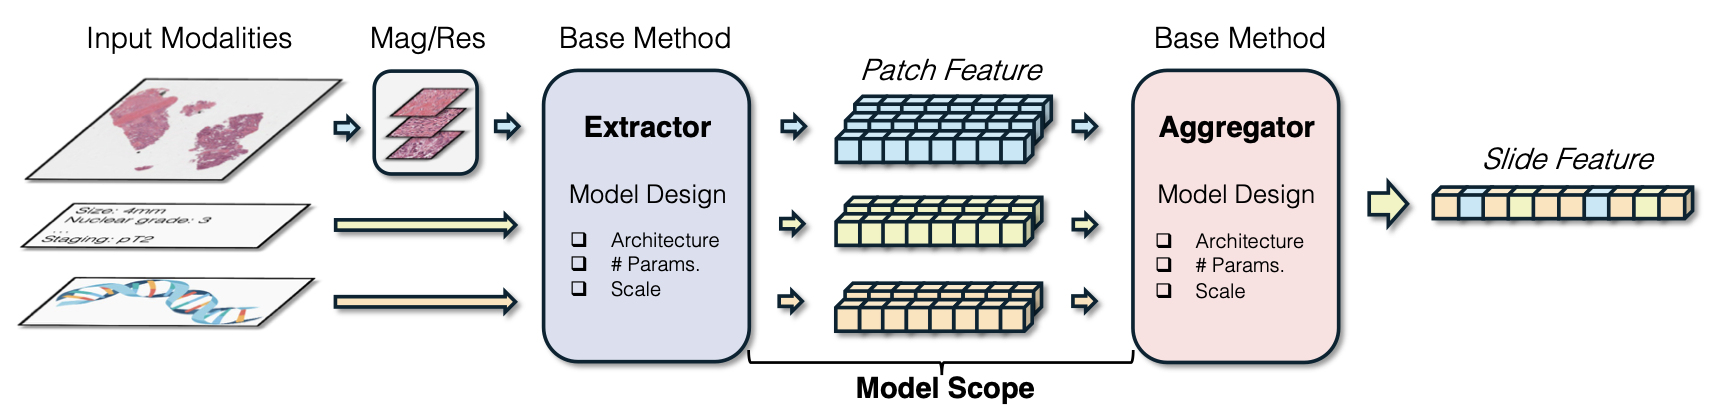 Input Modalities
Mag/Res
Base Method
Patch Feature
Base Method
Extractor
Aggregator
Slide Feature
Model Design
Model Design
Size: 4mm
Nuclear grade: 3
...
Staging: pT2
❑ Architecture
❑ # Params.
❑ Scale
❑ Architecture
❑ # Params.
❑ Scale
Model Scope